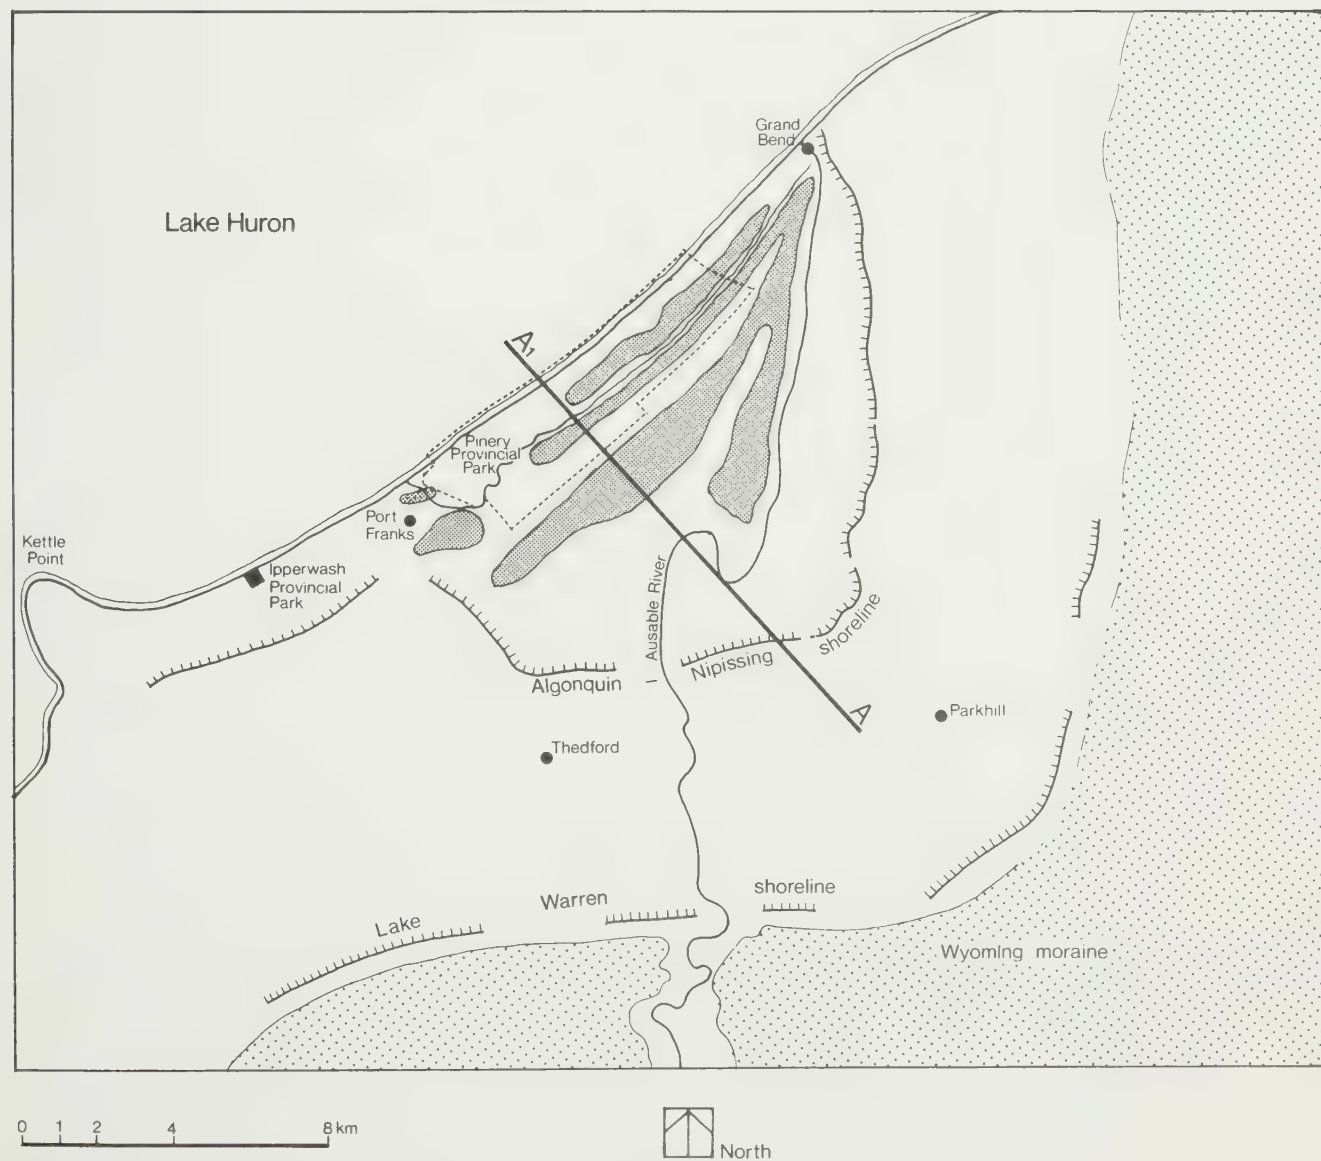 Grand
Bend
Lake Huron
A1
Pinery
Provincial
Park
Port
Franks
Kettle
Point
Ipperwash
Provincial
Park
Ausable River
shoreline
Nipissing
Algonquin
A
Parkhill
Thedford
shoreline
Warren
Lake
Wyoming moraine
0 1 2 4 8 km
North